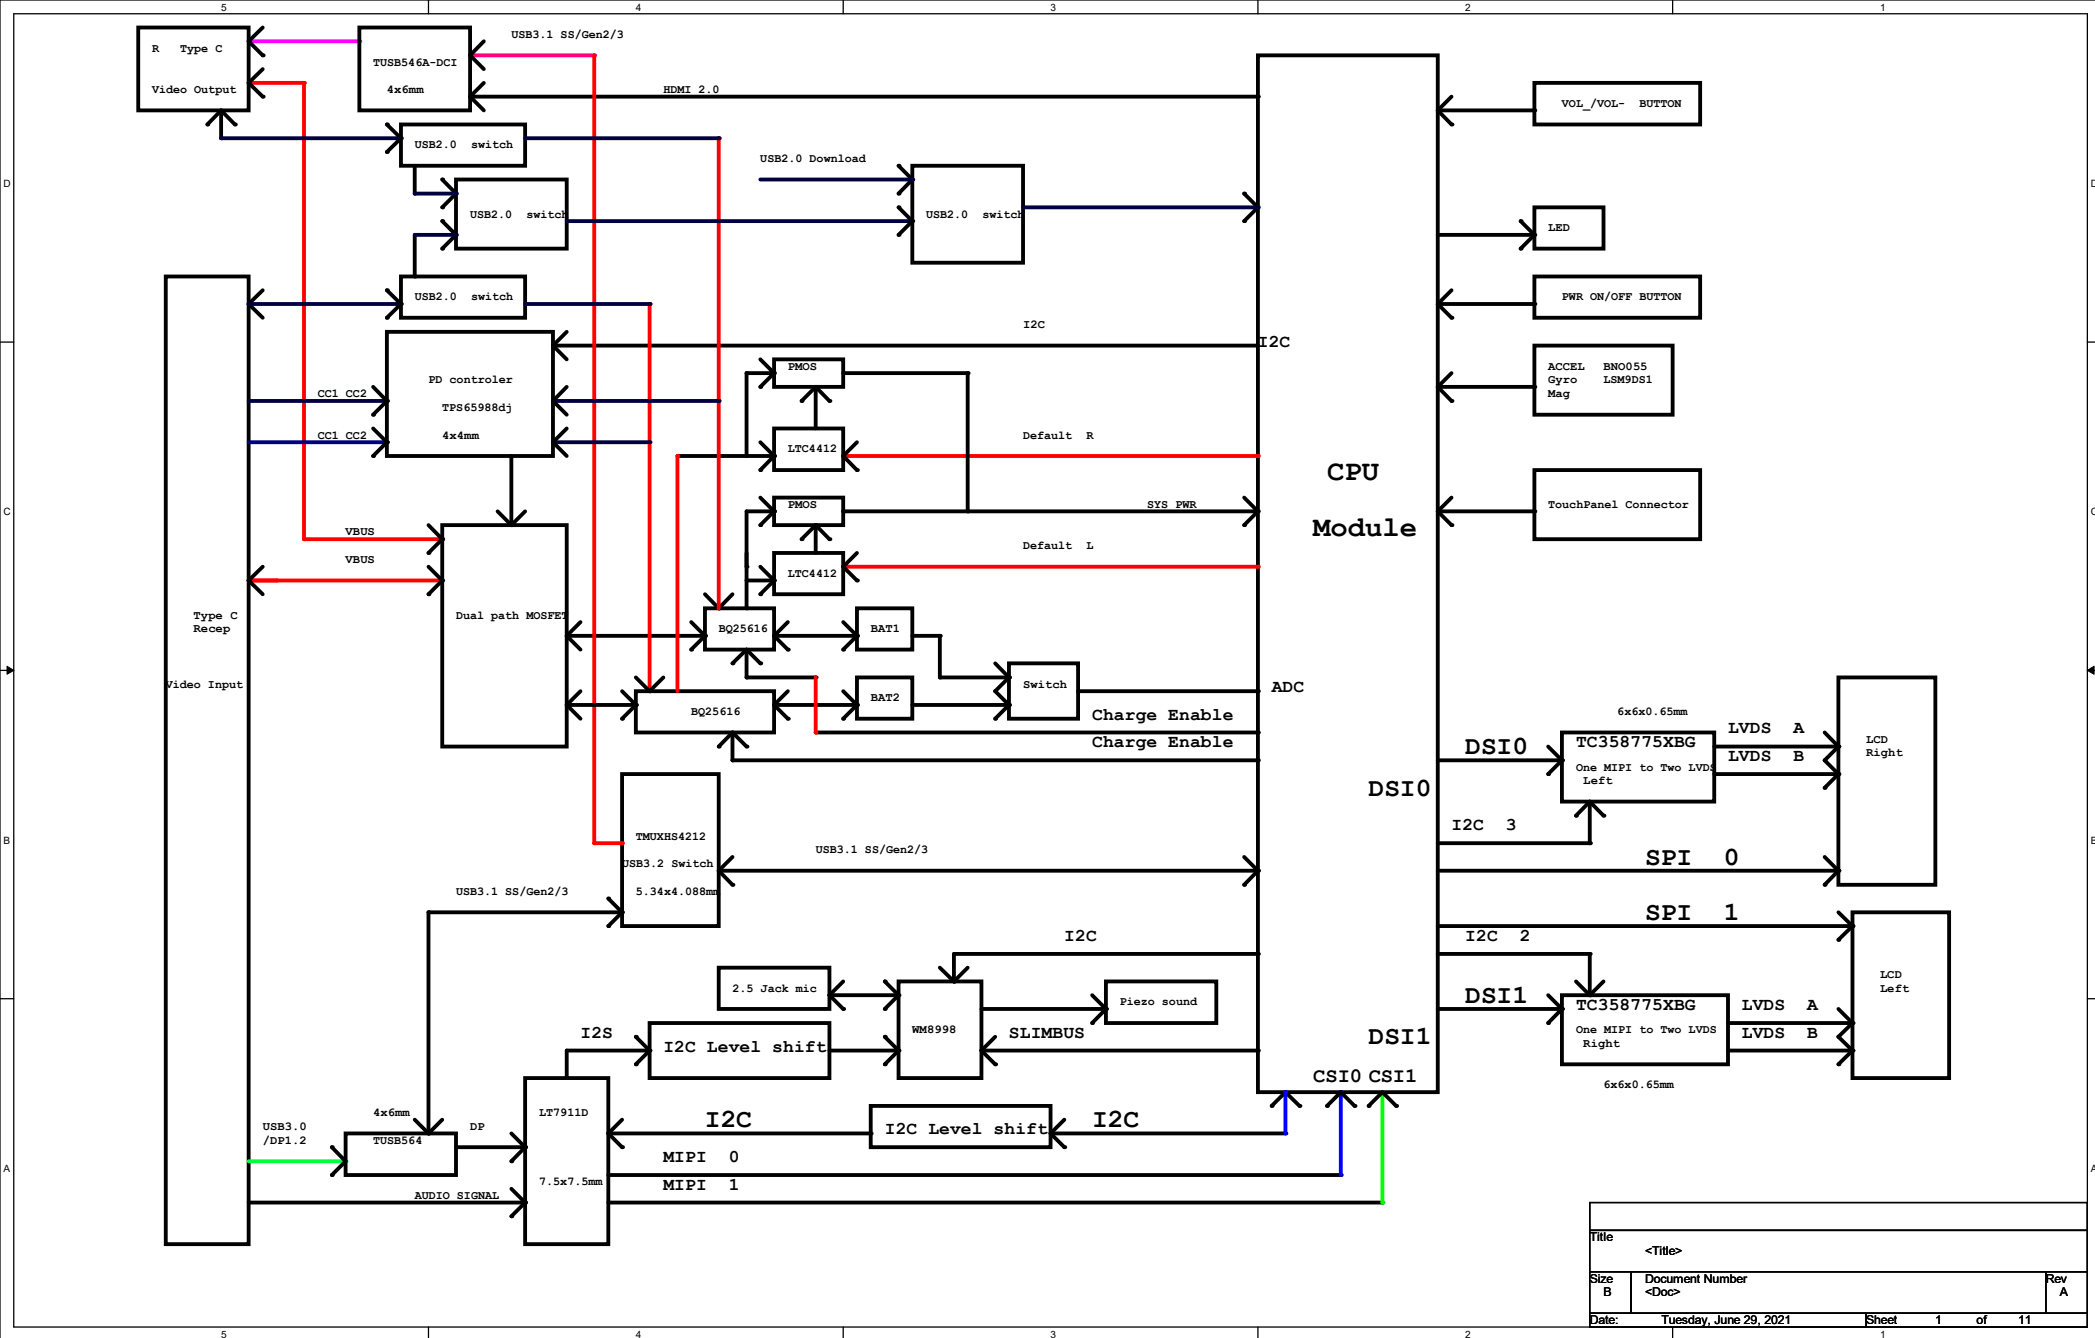 5 4 3 2 1
R Type C
Video Output
TUSB546A-DCI
4x6mm
USB3.1 SS/Gen2/3
HDMI 2.0
USB2.0 switch
USB2.0 switch
USB2.0 Download
USB2.0 switch
USB2.0 switch
VOL_/VOL- BUTTON
LED
PWR ON/OFF BUTTON
ACCEL BNO055
Gyro LSM9DS1
Mag
TouchPanel Connector
D
D
I2C
I2C
PD controler
TPS65988dj
4x4mm
CC1 CC2
CC1 CC2
PMOS
LTC4412
Default R
PMOS
SYS PWR
LTC4412
Default L
CPU
Module
C
C
VBUS
VBUS
Type C
Recep
Video Input
Dual path MOSFET
BQ25616
BAT1
BQ25616
BAT2
Switch
ADC
Charge Enable
Charge Enable
6x6x0.65mm
DSI0
TC358775XBG
One MIPI to Two LVDS
Left
LVDS A
LVDS B
LCD
Right
DSI0
I2C 3
SPI 0
TMUXHS4212
USB3.2 Switch
5.34x4.088mm
USB3.1 SS/Gen2/3
USB3.1 SS/Gen2/3
B
B
SPI 1
I2C 2
I2C
2.5 Jack mic
WM8998
Piezo sound
SLIMBUS
I2S
I2C Level shift
DSI1
TC358775XBG
One MIPI to Two LVDS
Right
LVDS A
LVDS B
LCD
Left
6x6x0.65mm
DSI1
CSI0 CSI1
LT7911D
7.5x7.5mm
4x6mm
TUSB564
DP
USB3.0
/DP1.2
AUDIO SIGNAL
I2C
I2C Level shift
I2C
MIPI 0
MIPI 1
A
A
Title
<Title>
Size
B
Document Number
<Doc>
Rev
A
Date: Tuesday, June 29, 2021 Sheet 1 of 11
5 4 3 2 1